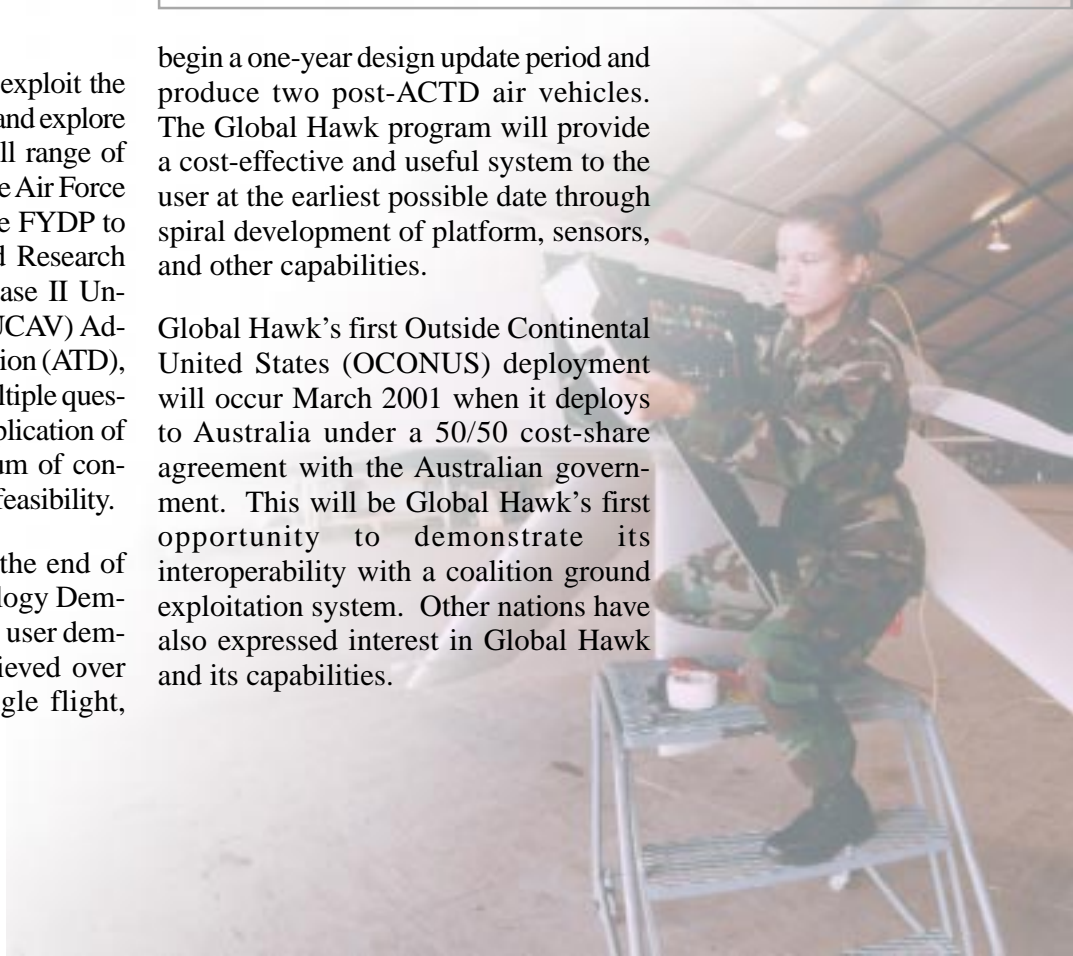 exploit the
and explore
ll range of
e Air Force
e FYDP to
d Research
ase II Un-
UCAV) Ad-
ion (ATD),
ltiple ques-
plication of
um of con-
feasibility.
the end of
logy Dem-
user dem-
ieved over
gle flight,
begin a one-year design update period and
produce two post-ACTD air vehicles.
The Global Hawk program will provide
a cost-effective and useful system to the
user at the earliest possible date through
spiral development of platform, sensors,
and other capabilities.
Global Hawk's first Outside Continental
United States (OCONUS) deployment
will occur March 2001 when it deploys
to Australia under a 50/50 cost-share
agreement with the Australian govern-
ment. This will be Global Hawk's first
opportunity to demonstrate its
interoperability with a coalition ground
exploitation system. Other nations have
also expressed interest in Global Hawk
and its capabilities.